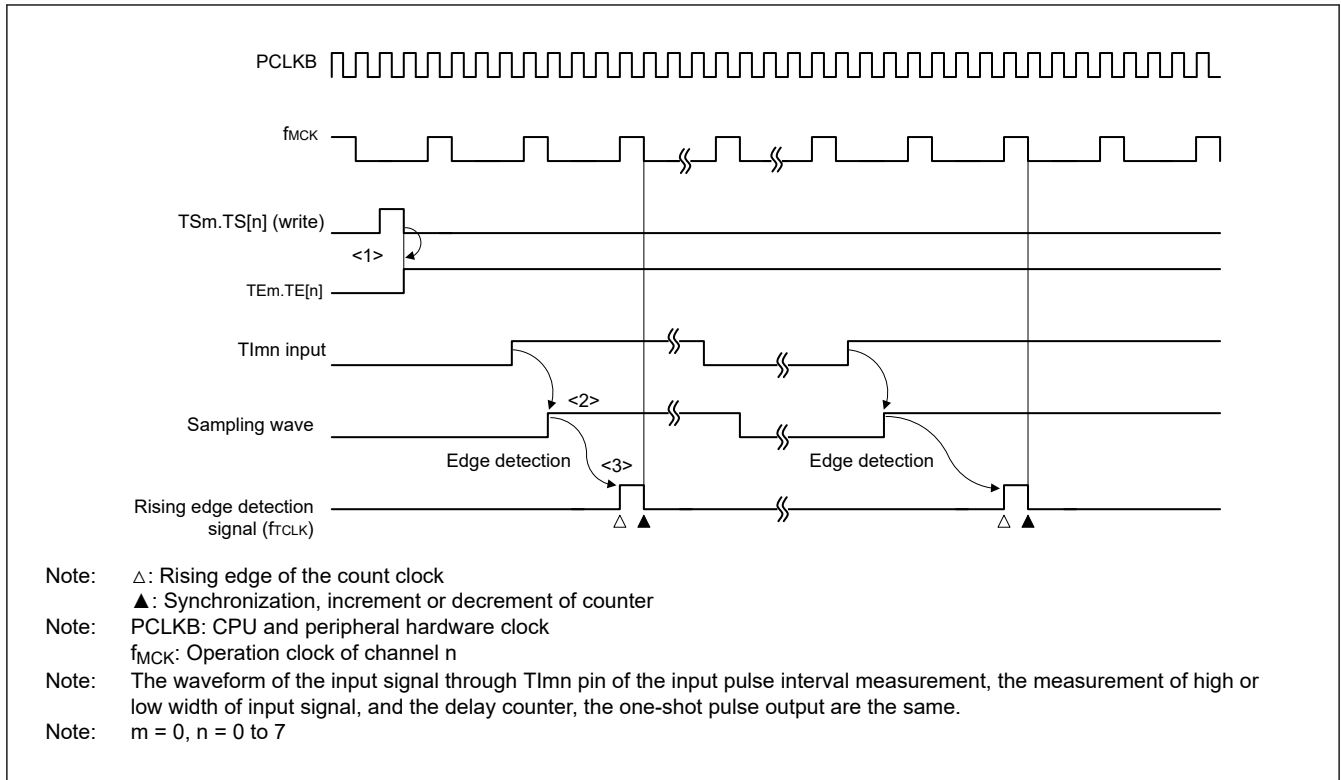 PCLKB
fMCK
TSm.TS[n] (write)
<1>
TEm.TE[n]
TImn input
<2>
Sampling wave
Edge detection <3> Edge detection
Rising edge detection
signal (fTCLK)
△ ▲ △ ▲
Note: △: Rising edge of the count clock
▲: Synchronization, increment or decrement of counter
Note: PCLKB: CPU and peripheral hardware clock
fMCK: Operation clock of channel n
Note: The waveform of the input signal through TImn pin of the input pulse interval measurement, the measurement of high or
low width of input signal, and the delay counter, the one-shot pulse output are the same.
Note: m = 0, n = 0 to 7